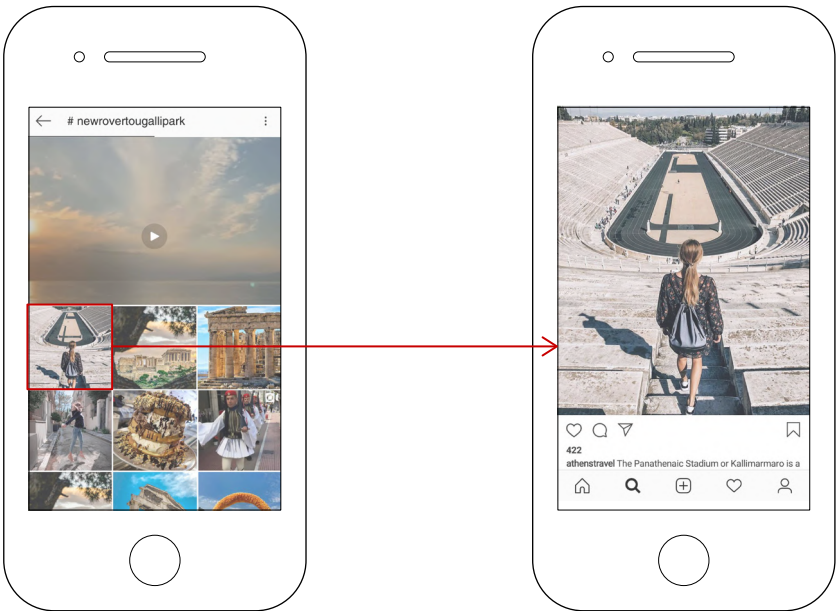 # newrovertougallipark
422
athenstravel The Panathenaic Stadium or Kallimarmaro is a